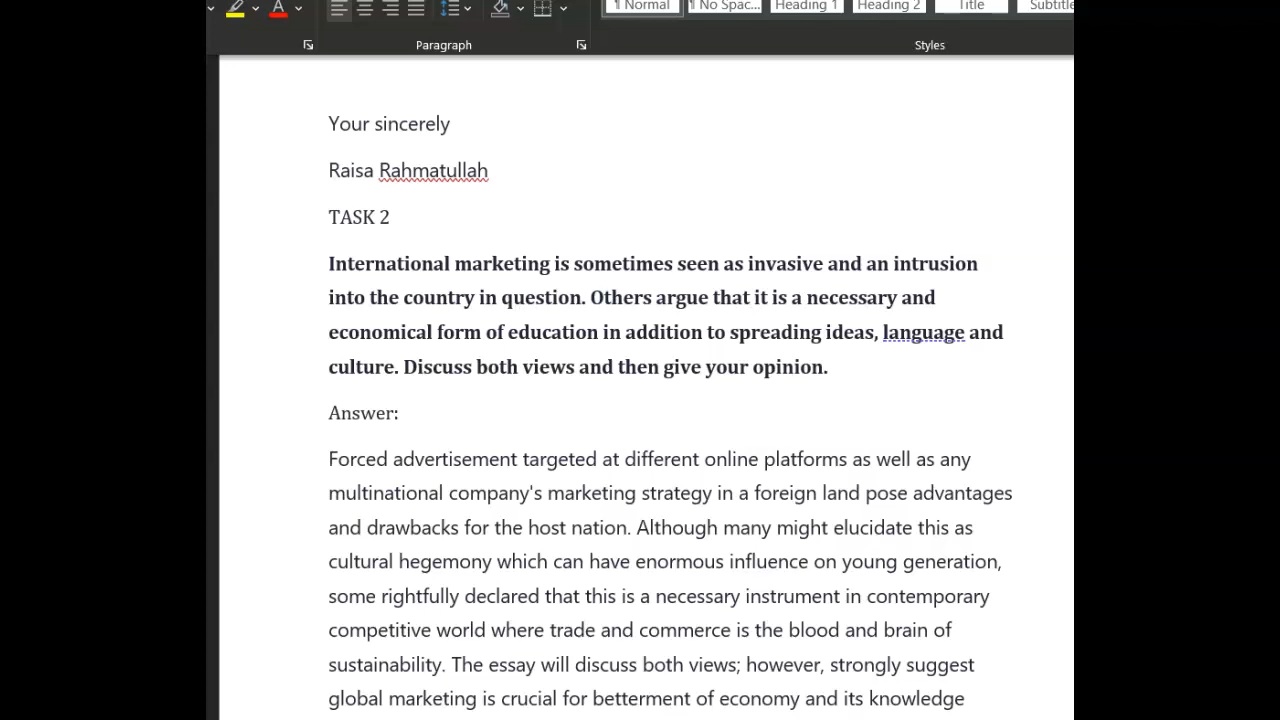 ¶ Normal ¶ No Spac... Heading 1 Heading 2 Title Subtitle
Paragraph Styles
Your sincerely
Raisa Rahmatullah
TASK 2
International marketing is sometimes seen as invasive and an intrusion
into the country in question. Others argue that it is a necessary and
economical form of education in addition to spreading ideas, language and
culture. Discuss both views and then give your opinion.
Answer:
Forced advertisement targeted at different online platforms as well as any
multinational company's marketing strategy in a foreign land pose advantages
and drawbacks for the host nation. Although many might elucidate this as
cultural hegemony which can have enormous influence on young generation,
some rightfully declared that this is a necessary instrument in contemporary
competitive world where trade and commerce is the blood and brain of
sustainability. The essay will discuss both views; however, strongly suggest
global marketing is crucial for betterment of economy and its knowledge